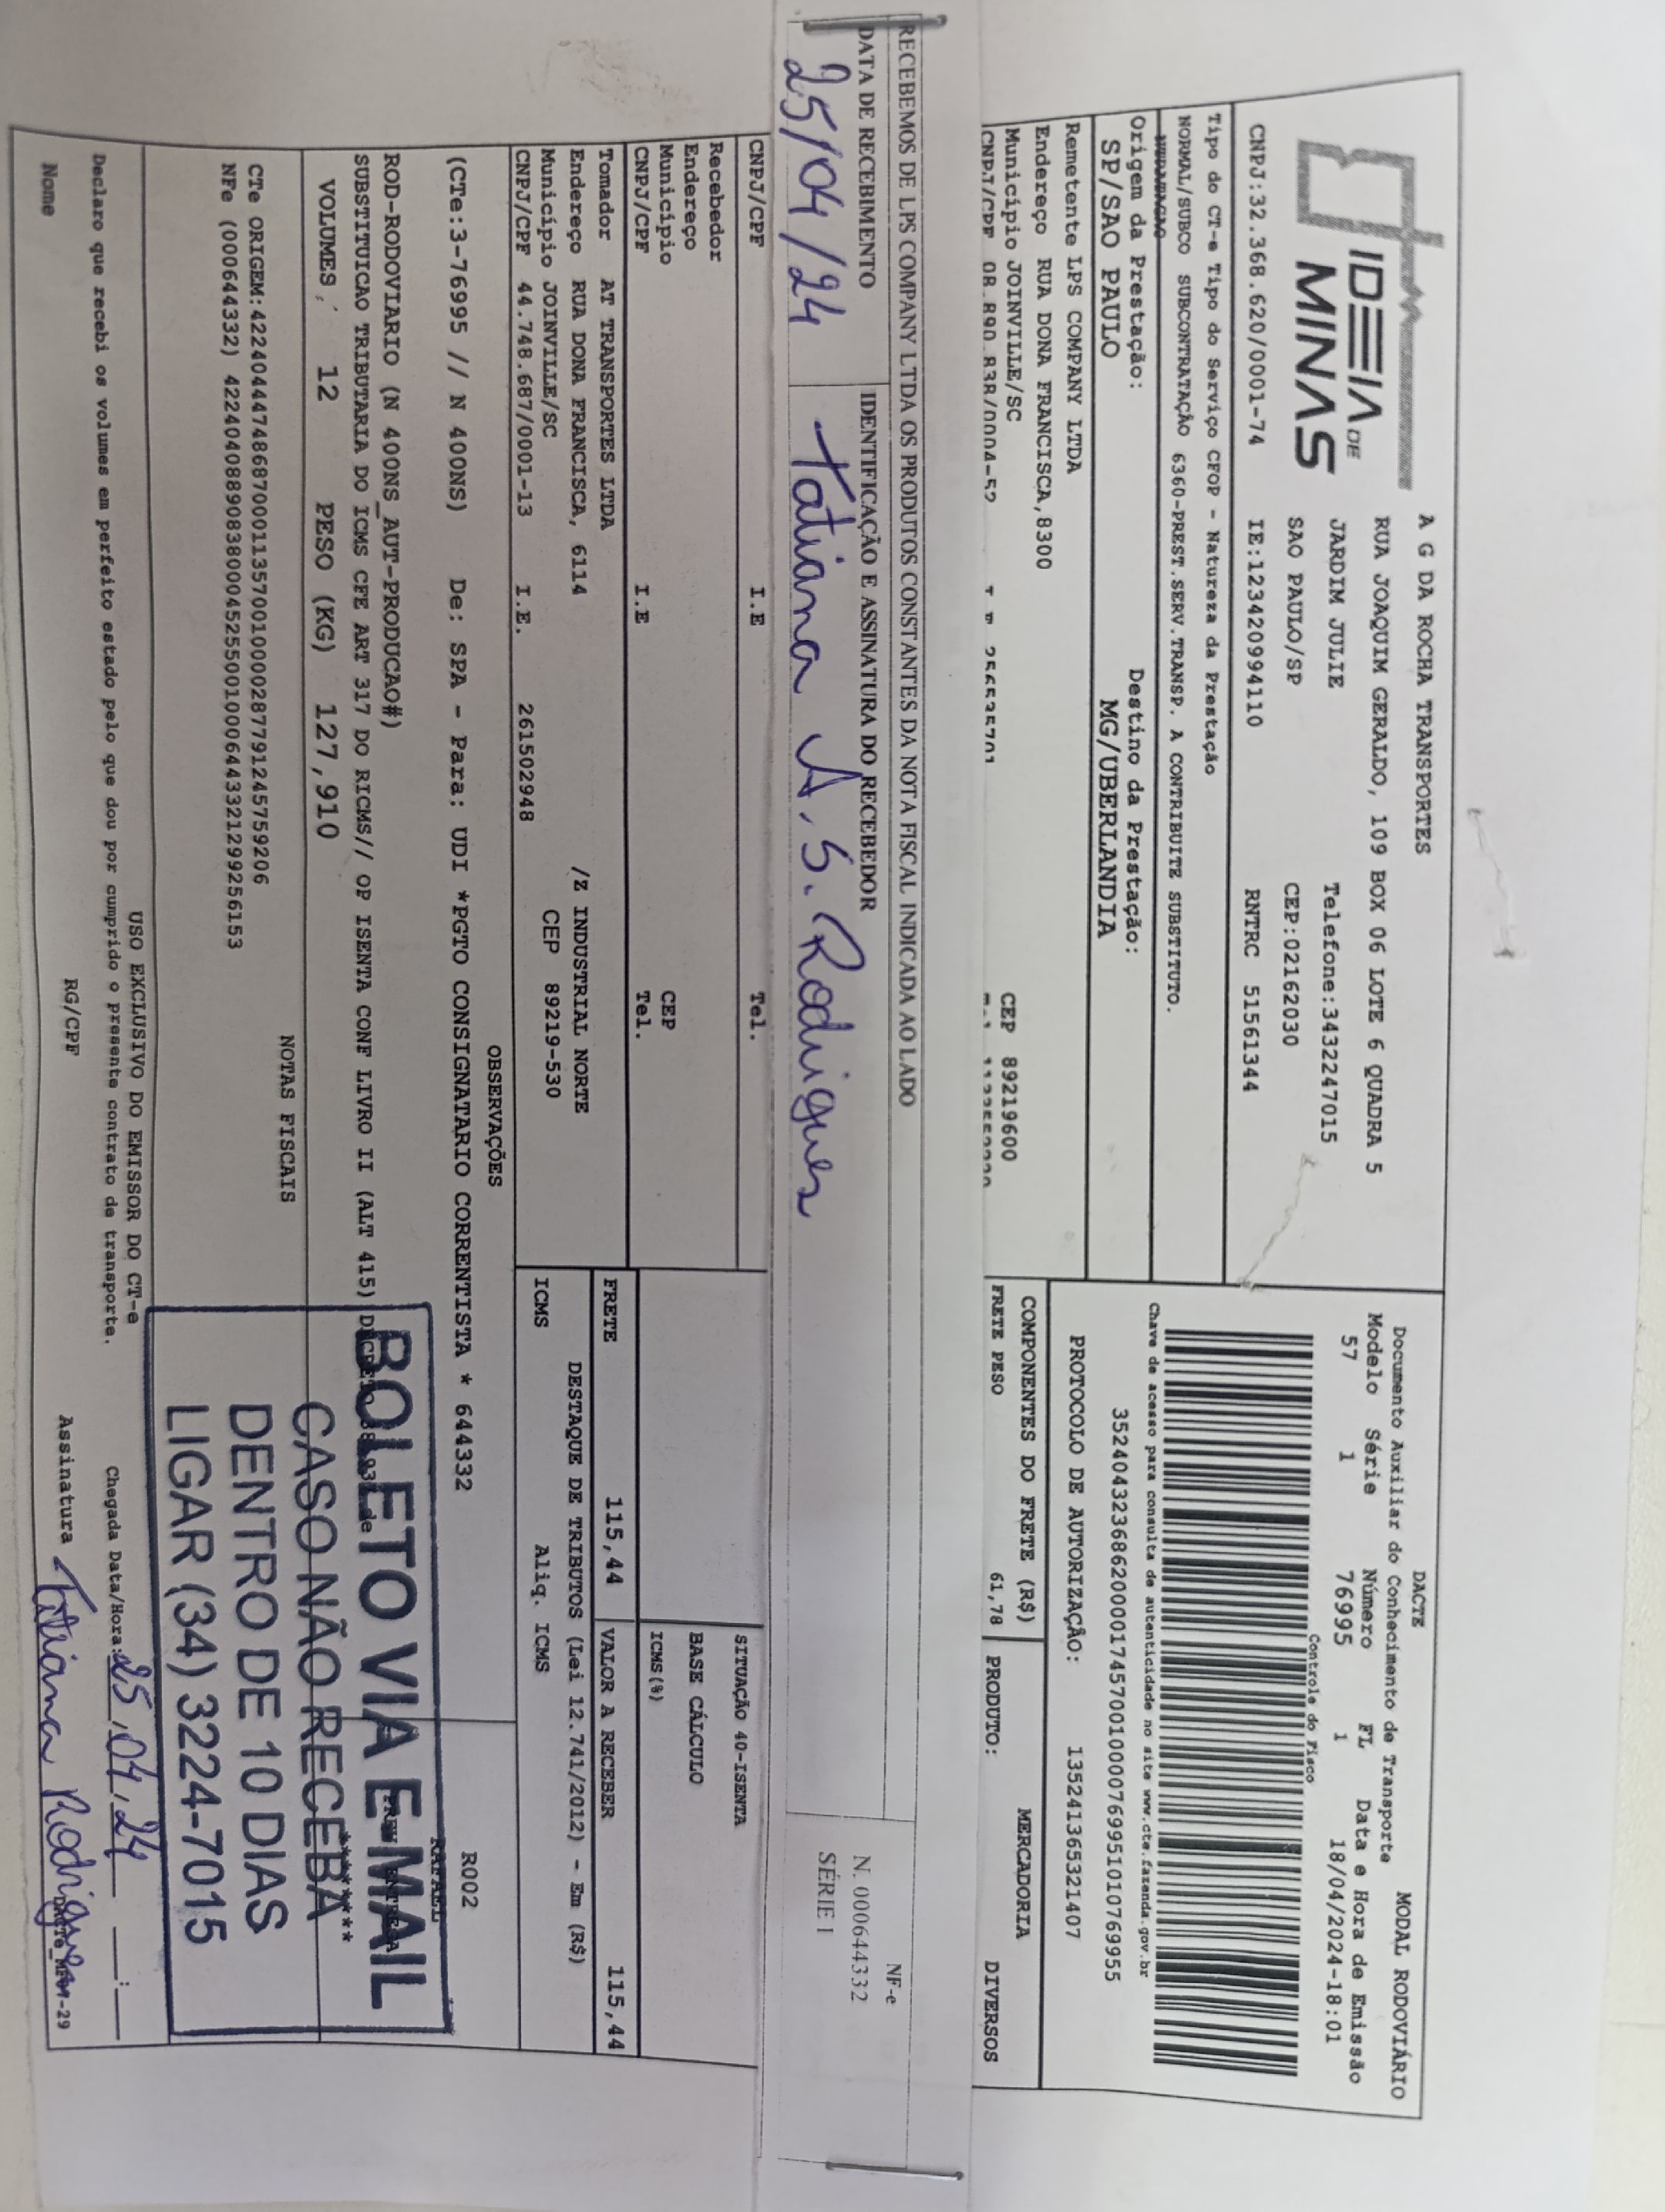 IDEIA DE
MINAS
A G DA ROCHA TRANSPORTES
RUA JOAQUIM GERALDO, 109 BOX 06 LOTE 6 QUADRA 5
JARDIM JULIE Telefone:3432247015
SAO PAULO/SP CEP:02162030
CNPJ:32.368.620/0001-74 IE:123420994110 RNTRC 51561344
DACTE MODAL RODOVIÁRIO
Documento Auxiliar do Conhecimento de Transporte
Modelo Série Número FL Data e Hora de Emissão
57 1 76995 1 18/04/2024-18:01
Controle do Fisco
Chave de acesso para consulta de autenticidade no site www.cte.fazenda.gov.br
35240432368620000174570010000769951010769955
PROTOCOLO DE AUTORIZAÇÃO: 135241365321407
Tipo do CT-e Tipo do Serviço CFOP - Natureza da Prestação
NORMAL/SUBCO SUBCONTRATAÇÃO 6360-PREST.SERV.TRANSP. A CONTRIBUITE SUBSTITUTO.
Origem da Prestação: Destino da Prestação:
SP/SAO PAULO MG/UBERLANDIA
Remetente LPS COMPANY LTDA
Endereço RUA DONA FRANCISCA,8300
Município JOINVILLE/SC CEP 89219600
CNPJ/CPF 08.890.838/0004-52
COMPONENTES DO FRETE (R$) MERCADORIA
FRETE PESO 61,78 PRODUTO: DIVERSOS
RECEBEMOS DE LPS COMPANY LTDA OS PRODUTOS CONSTANTES DA NOTA FISCAL INDICADA AO LADO
DATA DE RECEBIMENTO IDENTIFICAÇÃO E ASSINATURA DO RECEBEDOR
25/04/24 Tatiana A. S. Rodrigues
NF-e
N. 000644332
SÉRIE 1
CNPJ/CPF I.E Tel.
Recebedor
Endereço
Município CEP
CNPJ/CPF I.E Tel.
SITUAÇÃO 40-ISENTA
BASE CÁLCULO
ICMS(%)
Tomador AT TRANSPORTES LTDA
Endereço RUA DONA FRANCISCA, 6114 /Z INDUSTRIAL NORTE
Município JOINVILLE/SC CEP 89219-530
CNPJ/CPF 44.748.687/0001-13 I.E. 261502948
FRETE 115,44 VALOR A RECEBER 115,44
DESTAQUE DE TRIBUTOS (Lei 12.741/2012) - Em (R$)
ICMS Aliq. ICMS
OBSERVAÇÕES
(CTe:3-76995 // N 400NS) De: SPA - Para: UDI *PGTO CONSIGNATARIO CORRENTISTA * 644332
R002
RAFAEL
ROD-RODOVIARIO (N 400NS_AUT-PRODUCAO#)
SUBSTITUICAO TRIBUTARIA DO ICMS CFE ART 317 DO RICMS// OP ISENTA CONF LIVRO II (ALT 415)
VOLUMES 12 PESO (KG) 127,910
NOTAS FISCAIS
CTe ORIGEM:42240444748687000113570010000287791245759206
NFe (000644332) 42240408890838000452550010006443321299256153
BOLETO VIA E MAIL
CASO NÃO RECEBA
DENTRO DE 10 DIAS
LIGAR (34) 3224-7015
USO EXCLUSIVO DO EMISSOR DO CT-e
Declaro que recebi os volumes em perfeito estado pelo que dou por cumprido o presente contrato de transporte. Chegada Data/Hora:25/04/24 __:__
Nome RG/CPF Assinatura Tatiana Rodrigues